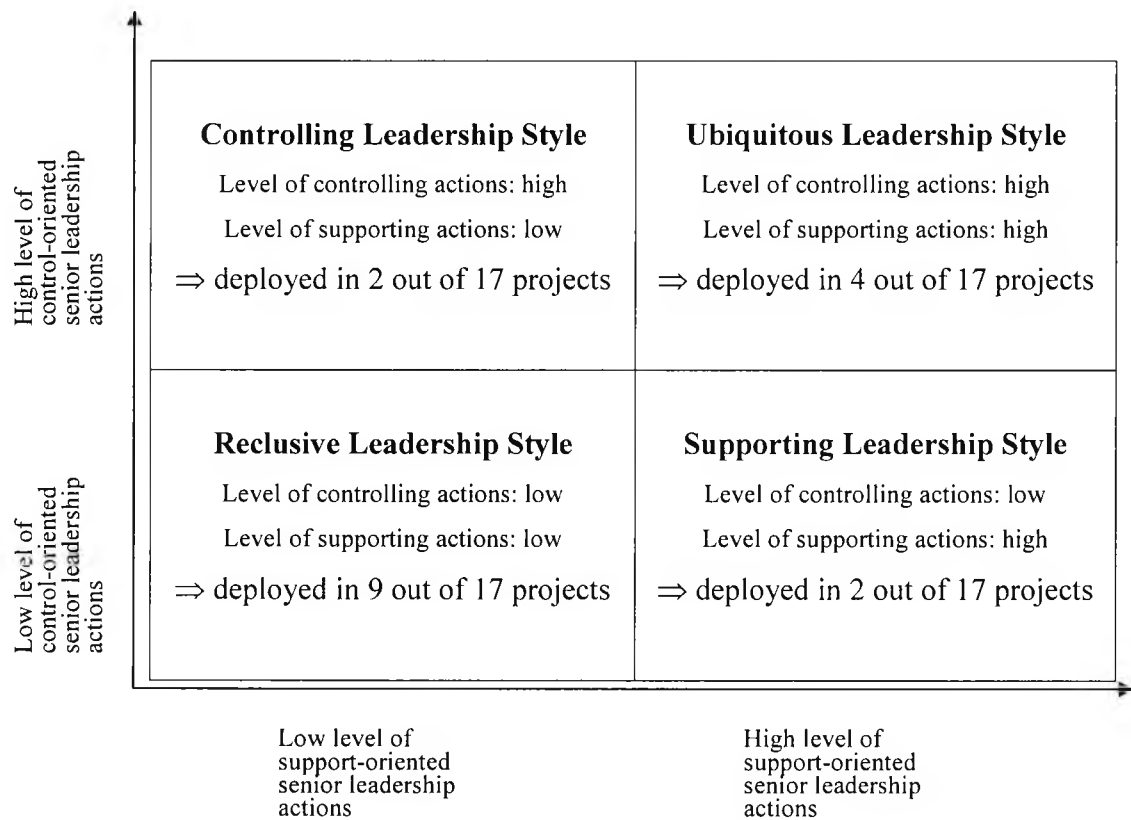 High level of
control-oriented
senior leadership
actions
Controlling Leadership Style
Level of controlling actions: high
Level of supporting actions: low
⇒ deployed in 2 out of 17 projects
Ubiquitous Leadership Style
Level of controlling actions: high
Level of supporting actions: high
⇒ deployed in 4 out of 17 projects
Low level of
control-oriented
senior leadership
actions
Reclusive Leadership Style
Level of controlling actions: low
Level of supporting actions: low
⇒ deployed in 9 out of 17 projects
Supporting Leadership Style
Level of controlling actions: low
Level of supporting actions: high
⇒ deployed in 2 out of 17 projects
Low level of
support-oriented
senior leadership
actions
High level of
support-oriented
senior leadership
actions